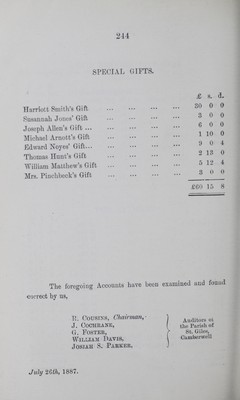 244
SPECIAL GIFTS.
£ s. d.
Harriott Smith's Gift ... ... ... ... 30 0 0
Susannah Jones' Gift ... ... ... ... 3 0 0
Joseph Allen's Gift ... ... ... ... ... 6 0 0
Michael Arnott's Gift ... ... ... ... 1 10 0
Edward Noyes' Gift... ... ... ... ... 9 0 4
Thomas Hunt's Gift ... ... ... ... 2 13 0
William Matthew's Gift ... ... ... ... 5 12 4
Mrs. Pinchbeck's Gift ... ... ... ... 3 0 0
£60 15 8
The foregoing Accounts have been examined and found
correct by us,
H. COUSINS, Chairman,
J. COCHRANE,
G. FOSTER,
WILLIAM DAVIS,
JOSIAH S. PARKER.
Auditors of
the Parish of
St. Giles,
Camberwell
July 26th, 1887.